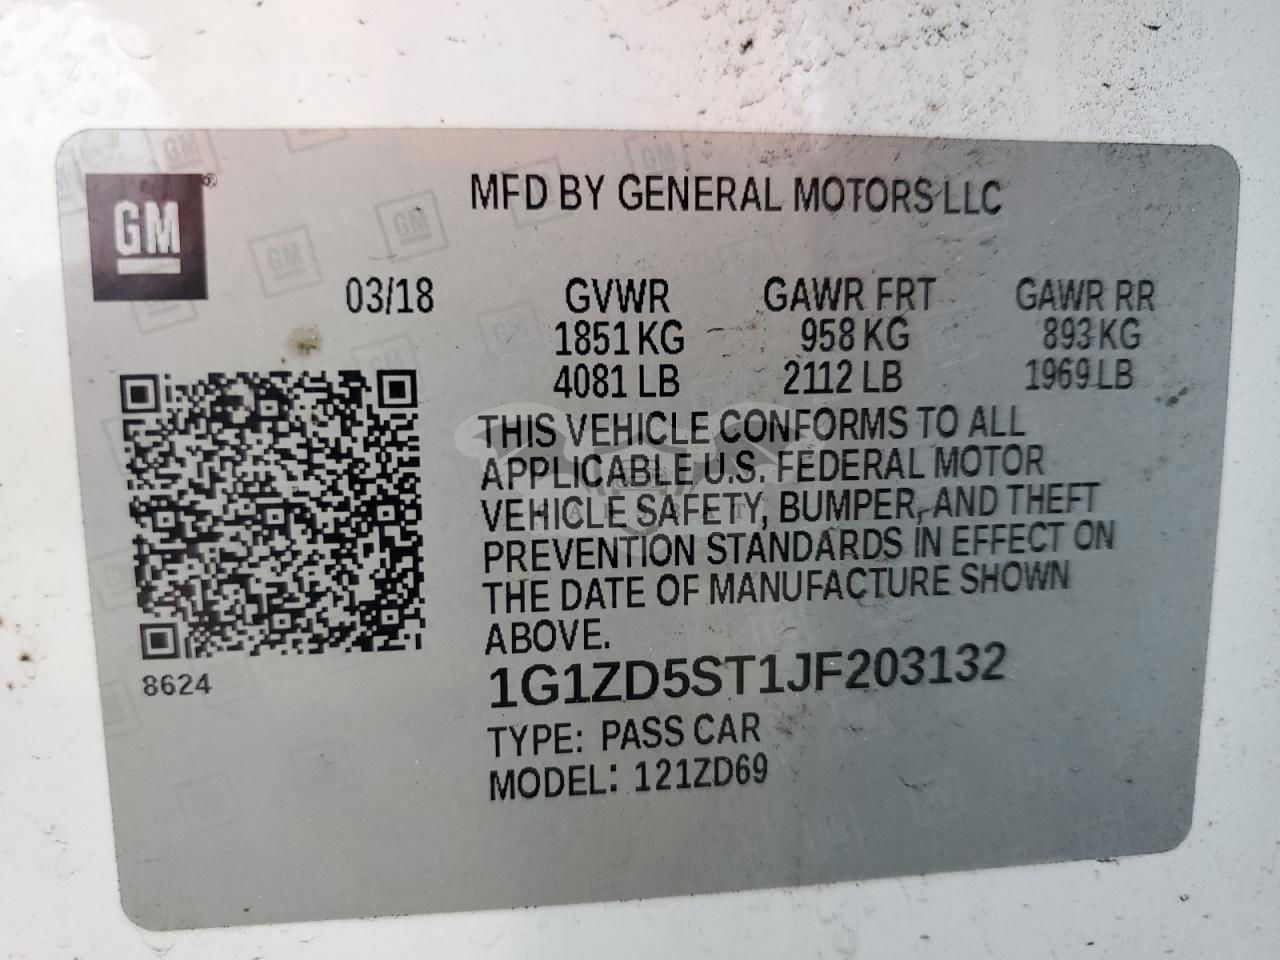 GM
MFD BY GENERAL MOTORS LLC
03/18 GVWR GAWR FRT GAWR RR
1851 KG 958 KG 893 KG
4081 LB 2112 LB 1969 LB
THIS VEHICLE CONFORMS TO ALL
APPLICABLE U.S. FEDERAL MOTOR
VEHICLE SAFETY, BUMPER, AND THEFT
PREVENTION STANDARDS IN EFFECT ON
THE DATE OF MANUFACTURE SHOWN
ABOVE.
8624
1G1ZD5ST1JF203132
TYPE: PASS CAR
MODEL: 121ZD69